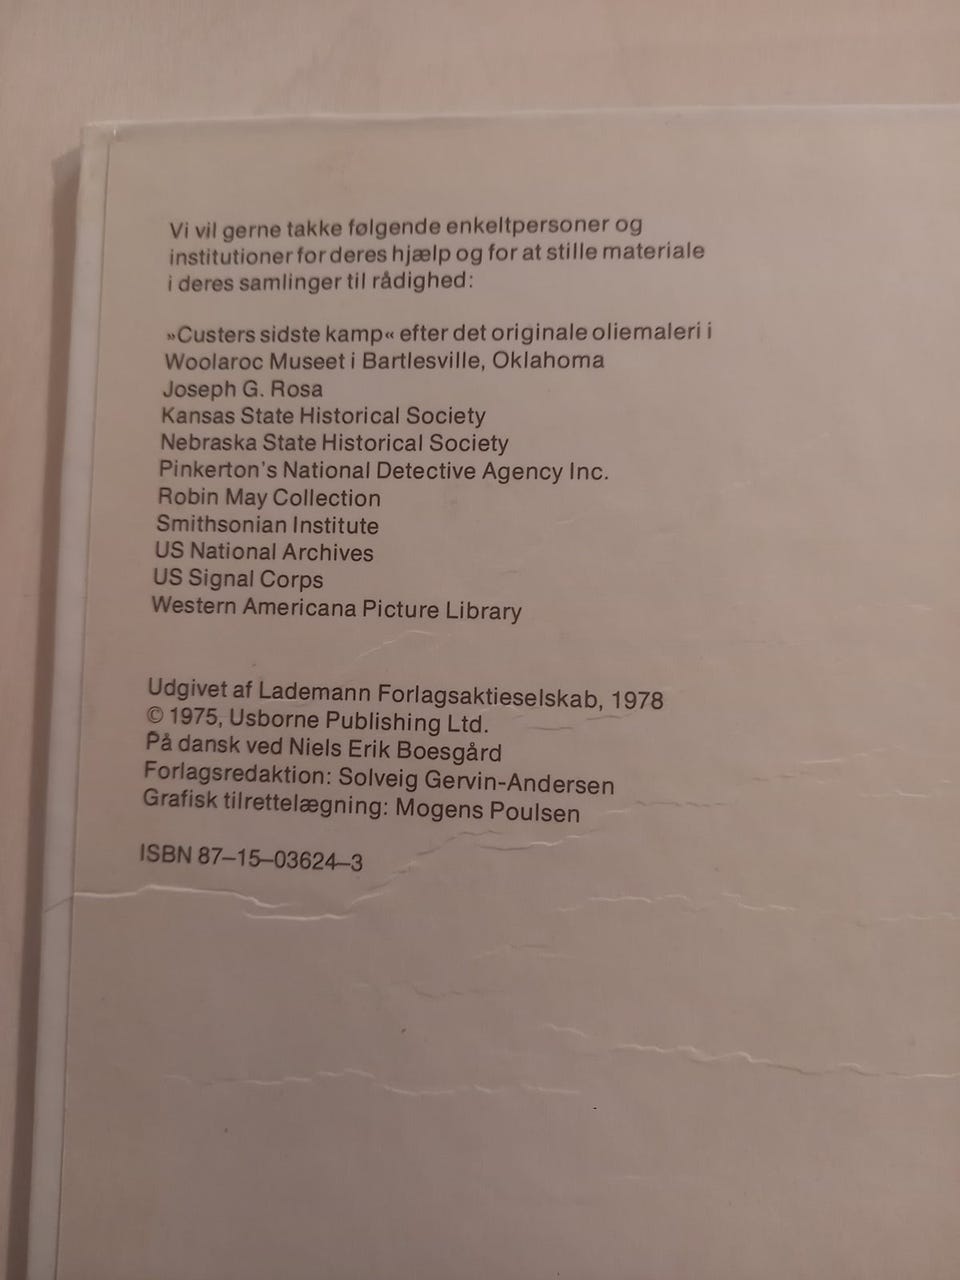 Vi vil gerne takke følgende enkeltpersoner og
institutioner for deres hjælp og for at stille materiale
i deres samlinger til rådighed:
»Custers sidste kamp« efter det originale oliemaleri i
Woolaroc Museet i Bartlesville, Oklahoma
Joseph G. Rosa
Kansas State Historical Society
Nebraska State Historical Society
Pinkerton's National Detective Agency Inc.
Robin May Collection
Smithsonian Institute
US National Archives
US Signal Corps
Western Americana Picture Library
Udgivet af Lademann Forlagsaktieselskab, 1978
© 1975, Usborne Publishing Ltd.
På dansk ved Niels Erik Boesgård
Forlagsredaktion: Solveig Gervin-Andersen
Grafisk tilrettelægning: Mogens Poulsen
ISBN 87–15–03624–3